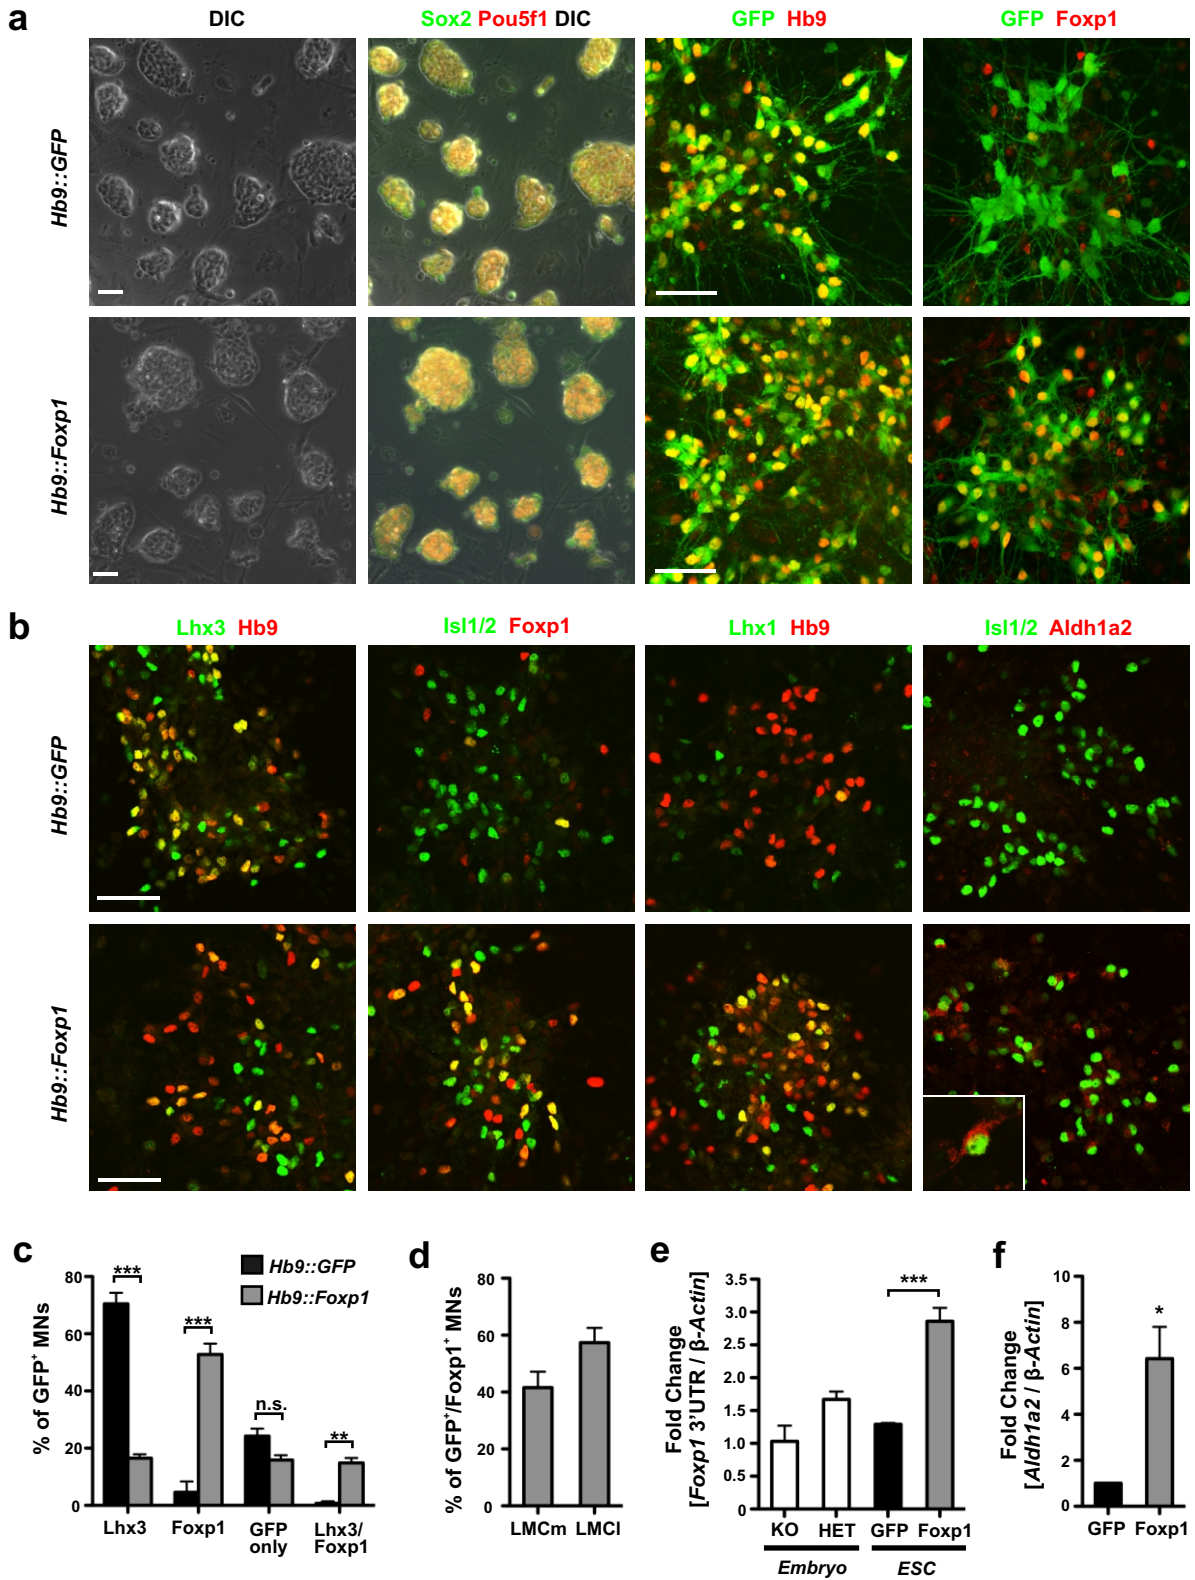 a
DIC
Sox2 Pou5f1 DIC
GFP Hb9
GFP Foxp1
Hb9::GFP
Hb9::Foxp1
b
Lhx3 Hb9
Isl1/2 Foxp1
Lhx1 Hb9
Isl1/2 Aldh1a2
Hb9::GFP
Hb9::Foxp1
c
Hb9::GFP
Hb9::Foxp1
% of GFP⁺ MNs
80
60
40
20
0
***
***
n.s.
**
Lhx3
Foxp1
GFP only
Lhx3/
Foxp1
d
% of GFP⁺/Foxp1⁺ MNs
80
60
40
20
0
LMCm
LMCl
e
Fold Change
[Foxp1 3'UTR / β-Actin]
3.5
3.0
2.5
2.0
1.5
1.0
0.5
0
***
KO
HET
GFP
Foxp1
Embryo
ESC
f
Fold Change
[Aldh1a2 / β-Actin]
10
8
6
4
2
0
*
GFP
Foxp1